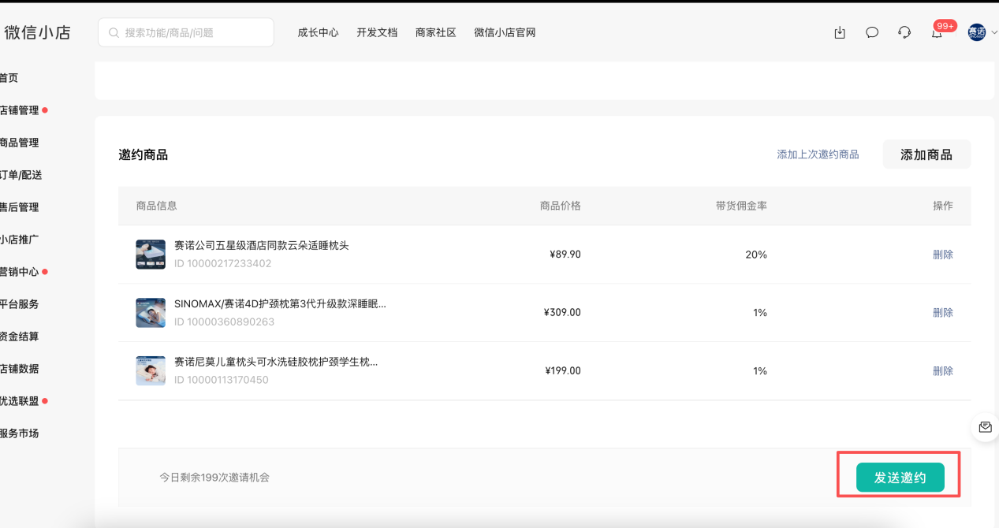 微信小店
搜索功能/商品/问题
成长中心 开发文档 商家社区 微信小店官网
99+
赛诺
首页
店铺管理
商品管理
订单/配送
售后管理
小店推广
营销中心
平台服务
资金结算
店铺数据
优选联盟
服务市场
邀约商品 添加上次邀约商品 添加商品
商品信息 商品价格 带货佣金率 操作
赛诺公司五星级酒店同款云朵适睡枕头
ID 10000217233402
¥89.90 20% 删除
SINOMAX/赛诺4D护颈枕第3代升级款深睡眠...
ID 10000360890263
¥309.00 1% 删除
赛诺尼莫儿童枕头可水洗硅胶枕护颈学生枕...
ID 10000113170450
¥199.00 1% 删除
今日剩余199次邀请机会 发送邀约